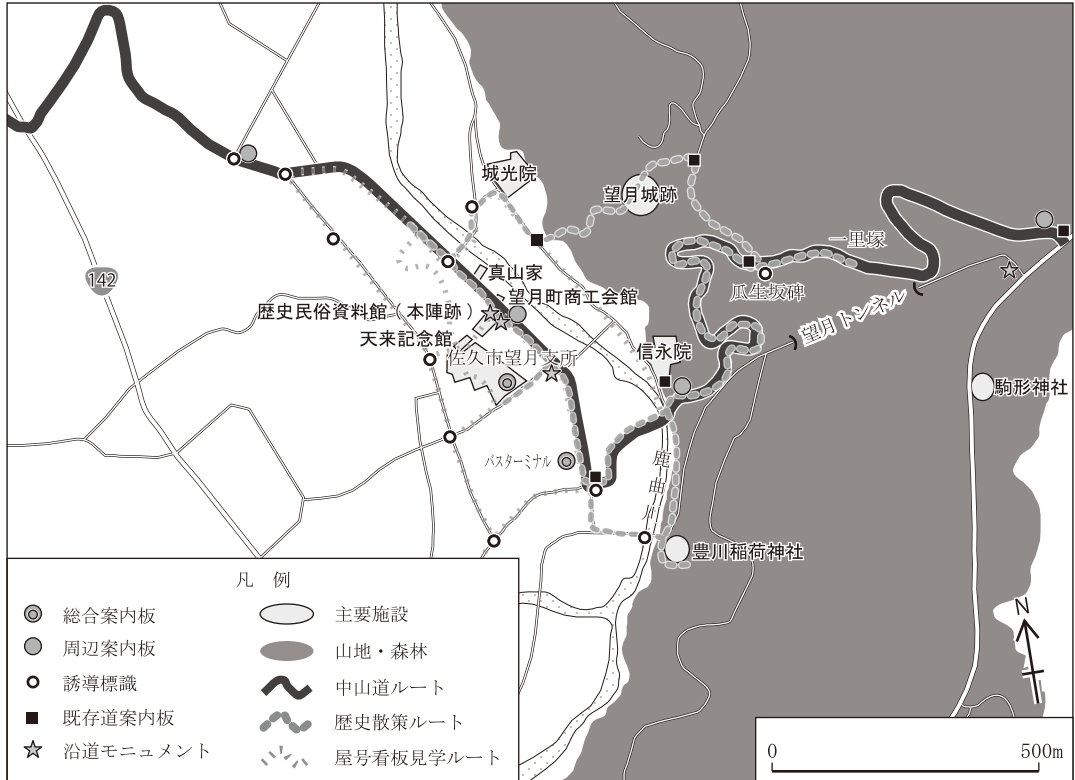 城光院
望月城跡
一里塚
瓜生坂碑
望月トンネル
142
真山家
望月町商工会館
歴史民俗資料館（本陣跡）
天来記念館
佐久市望月支所
信永院
駒形神社
バスターミナル
鹿曲川
豊川稲荷神社
凡 例
総合案内板
周辺案内板
誘導標識
既存道案内板
沿道モニュメント
主要施設
山地・森林
中山道ルート
歴史散策ルート
屋号看板見学ルート
N
0 500m